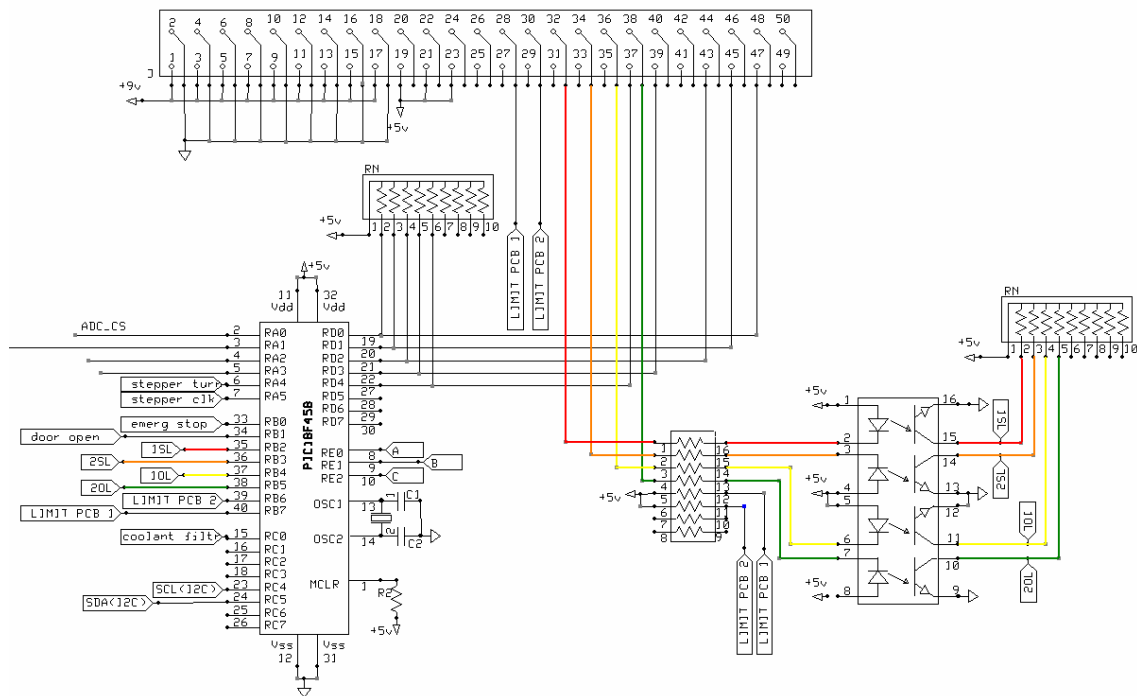 2 4 6 8 10 12 14 16 18 20 22 24 26 28 30 32 34 36 38 40 42 44 46 48 50
1 3 5 7 9 11 13 15 17 19 21 23 25 27 29 31 33 35 37 39 41 43 45 47 49
J
+9v
+5v
RN
+5v
1 2 3 4 5 6 7 8 9 10
LIMIT PCB 1
LIMIT PCB 2
+5v
11 32
Vdd Vdd
PIC18F458
ADC_CS
2 RA0
3 RA1
4 RA2
5 RA3
stepper turn 6 RA4
stepper clk 7 RA5
emerg stop 33 RB0
door open 34 RB1
1SL 35 RB2
2SL 36 RB3
1OL 37 RB4
2OL 38 RB5
LIMIT PCB 2 39 RB6
LIMIT PCB 1 40 RB7
coolant filtr 15 RC0
16 RC1
17 RC2
18 RC3
SCL(I2C) 23 RC4
SDA(I2C) 24 RC5
25 RC6
26 RC7
RD0 19
RD1 20
RD2 21
RD3 22
RD4 27
RD5 28
RD6 29
RD7 30
RE0 8 A
RE1 9 B
RE2 10 C
OSC1 13 1 C1
OSC2 14 2 C2
MCLR 1
R2
+5v
Vss Vss
12 31
1 16
2 15
3 14
4 13
5 12
6 11
7 10
8 9
+5v
LIMIT PCB 2
LIMIT PCB 1
RN
+5v
1 2 3 4 5 6 7 8 9 10
+5v 1 16
2 15
3 14
+5v 4 13
5 12
6 11
7 10
+5v 8 9
1SL
2SL
1OL
2OL